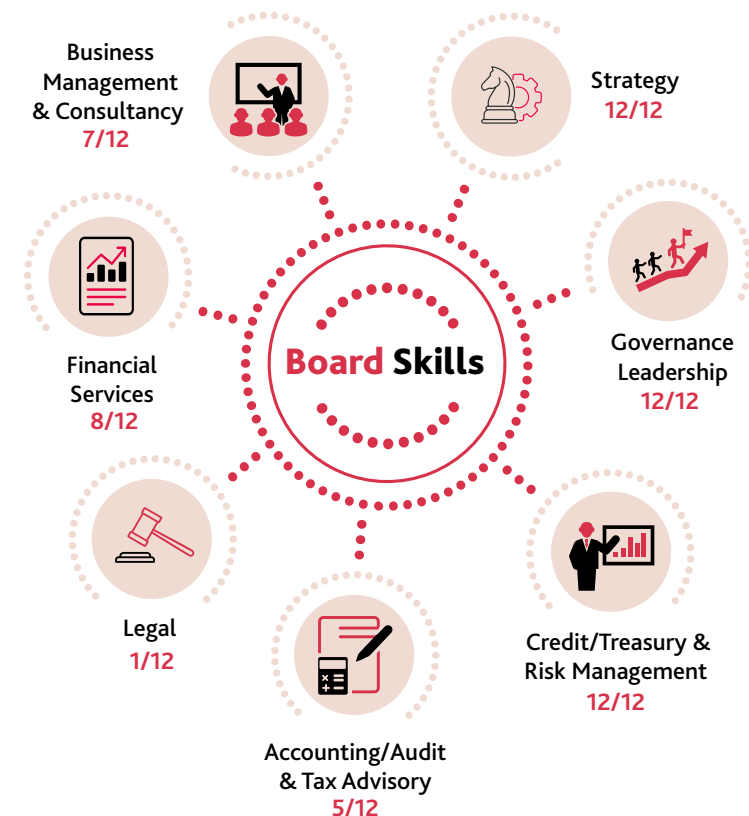 Business
Management
& Consultancy
7/12
Strategy
12/12
Financial
Services
8/12
Board Skills
Governance
Leadership
12/12
Legal
1/12
Credit/Treasury &
Risk Management
12/12
Accounting/Audit
& Tax Advisory
5/12